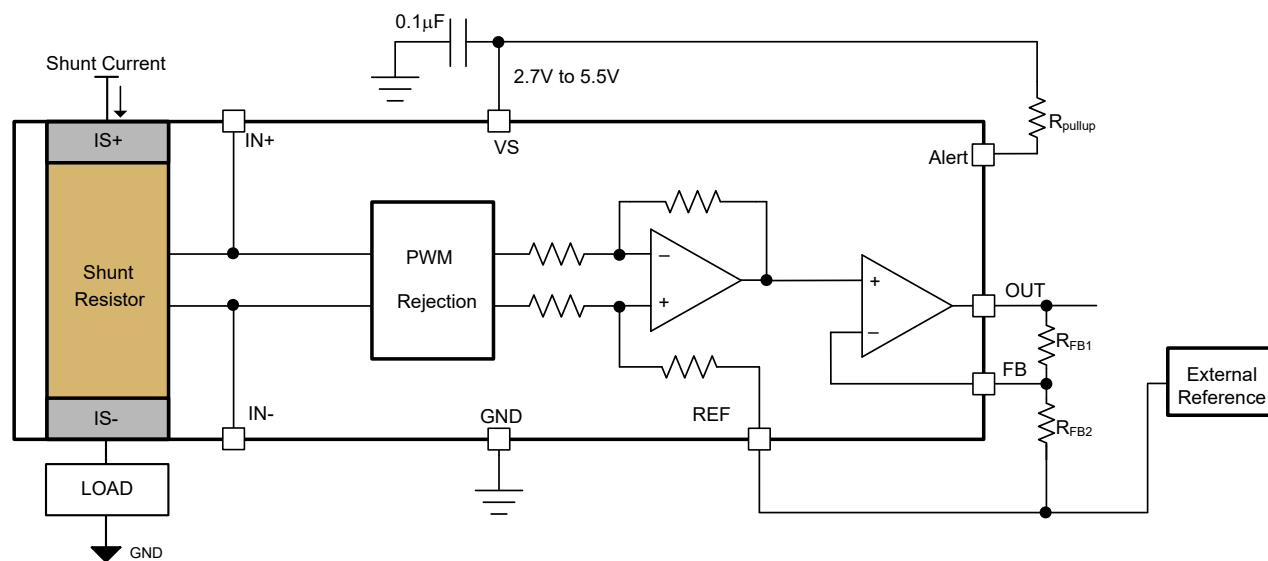 0.1μF
Shunt Current
2.7V to 5.5V
Rpullup
IS+
IN+
VS
Alert
PWM
Rejection
−
+
+
−
Shunt
Resistor
OUT
RFB1
FB
External
Reference
IS-
IN-
GND
REF
RFB2
LOAD
GND